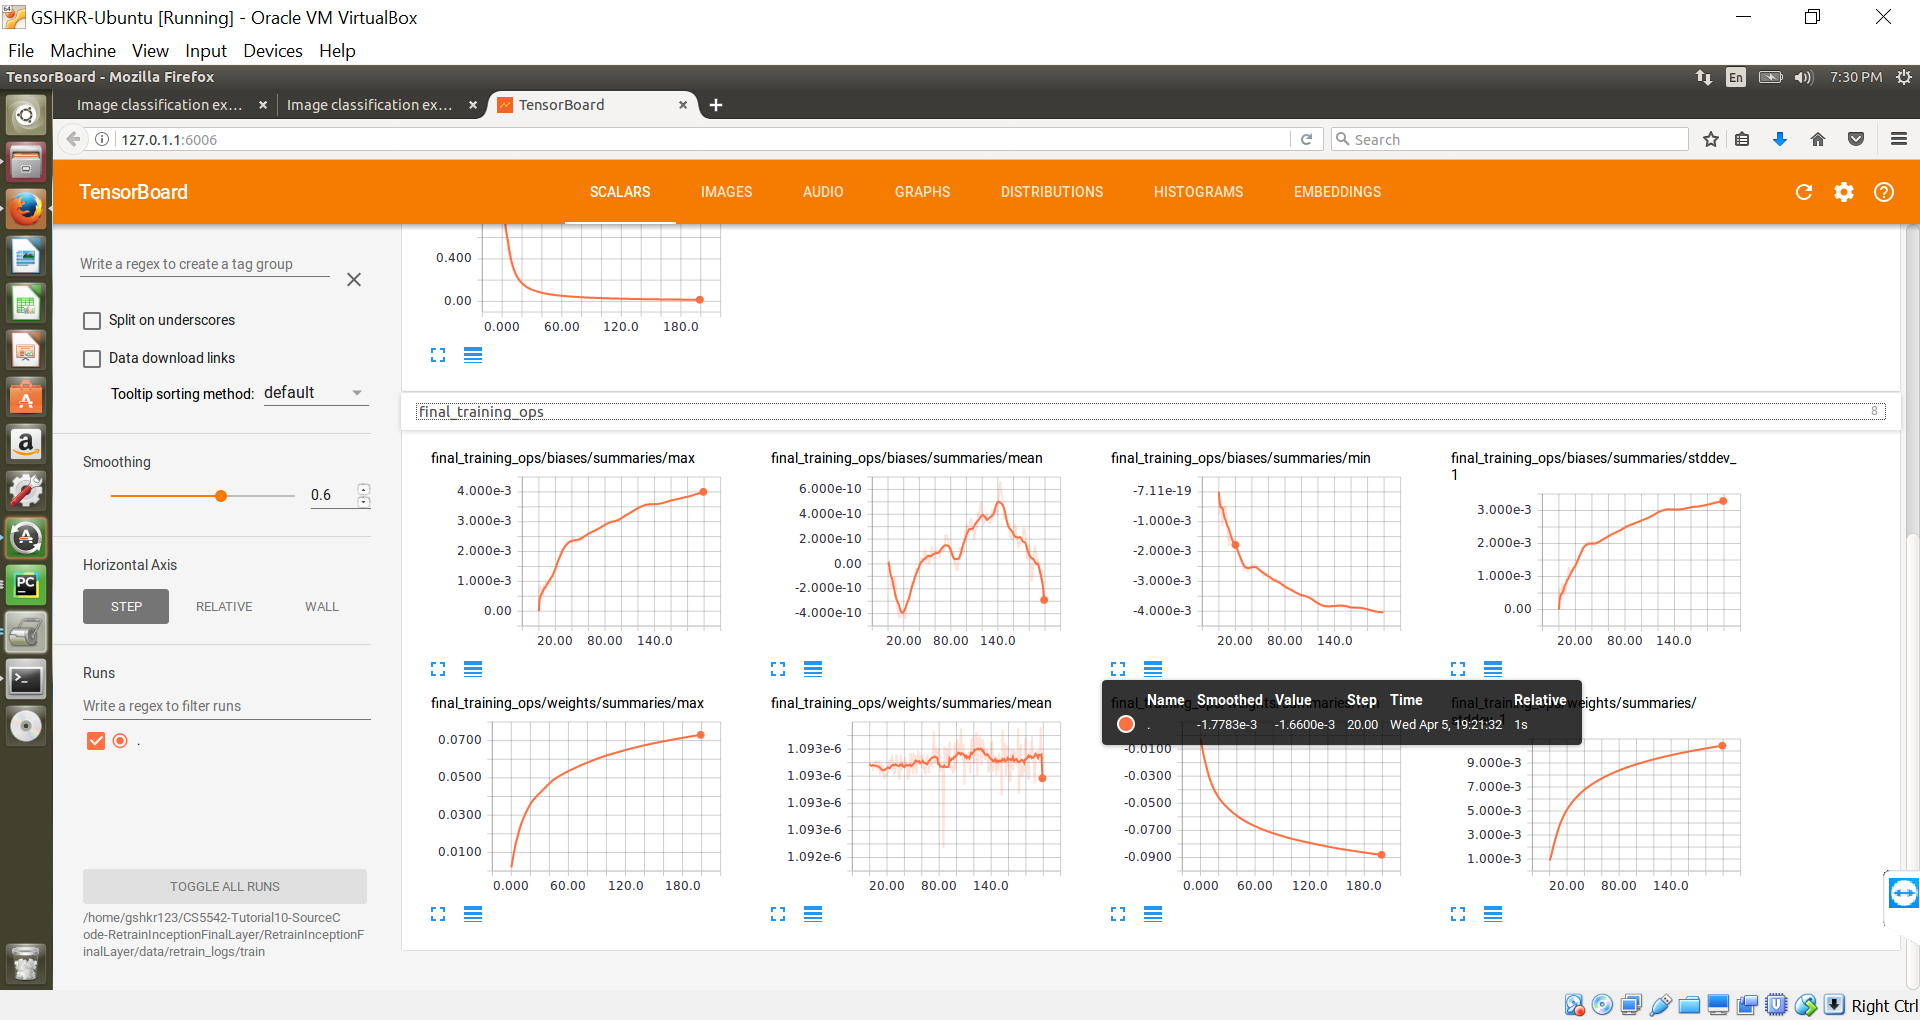 GSHKR-Ubuntu [Running] - Oracle VM VirtualBox
File Machine View Input Devices Help
TensorBoard - Mozilla Firefox
En
7:30 PM
Image classification ex...
Image classification ex...
TensorBoard
127.0.1.1:6006
Search
TensorBoard
SCALARS IMAGES AUDIO GRAPHS DISTRIBUTIONS HISTOGRAMS EMBEDDINGS
Write a regex to create a tag group
Split on underscores
Data download links
Tooltip sorting method: default
Smoothing
0.6
Horizontal Axis
STEP RELATIVE WALL
Runs
Write a regex to filter runs
.
TOGGLE ALL RUNS
/home/gshkr123/CS5542-Tutorial10-SourceC
ode-RetrainInceptionFinalLayer/RetrainInceptionF
inalLayer/data/retrain_logs/train
0.400
0.00
0.000 60.00 120.0 180.0
final_training_ops
8
final_training_ops/biases/summaries/max
4.000e-3
3.000e-3
2.000e-3
1.000e-3
0.00
20.00 80.00 140.0
final_training_ops/biases/summaries/mean
6.000e-10
4.000e-10
2.000e-10
0.00
-2.000e-10
-4.000e-10
20.00 80.00 140.0
final_training_ops/biases/summaries/min
-7.11e-19
-1.000e-3
-2.000e-3
-3.000e-3
-4.000e-3
20.00 80.00 140.0
final_training_ops/biases/summaries/stddev_
1
3.000e-3
2.000e-3
1.000e-3
0.00
20.00 80.00 140.0
final_training_ops/weights/summaries/max
0.0700
0.0500
0.0300
0.0100
0.000 60.00 120.0 180.0
final_training_ops/weights/summaries/mean
1.093e-6
1.093e-6
1.093e-6
1.093e-6
1.092e-6
20.00 80.00 140.0
Name Smoothed Value Step Time Relative
. -1.7783e-3 -1.6600e-3 20.00 Wed Apr 5, 19:21:32 1s
-0.0100
-0.0300
-0.0500
-0.0700
-0.0900
0.000 60.00 120.0 180.0
weights/summaries/
9.000e-3
7.000e-3
5.000e-3
3.000e-3
1.000e-3
20.00 80.00 140.0
Right Ctrl